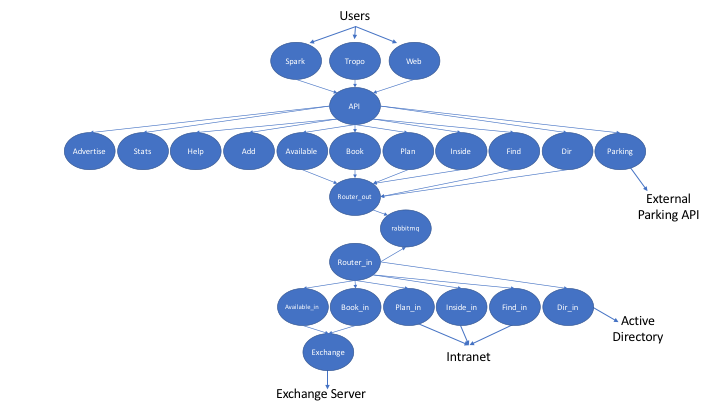 Users
Spark
Tropo
Web
API
Advertise
Stats
Help
Add
Available
Book
Plan
Inside
Find
Dir
Parking
Router_out
External
Parking API
rabbitmq
Router_in
Available_in
Book_in
Plan_in
Inside_in
Find_in
Dir_in
Active
Directory
Exchange
Intranet
Exchange Server